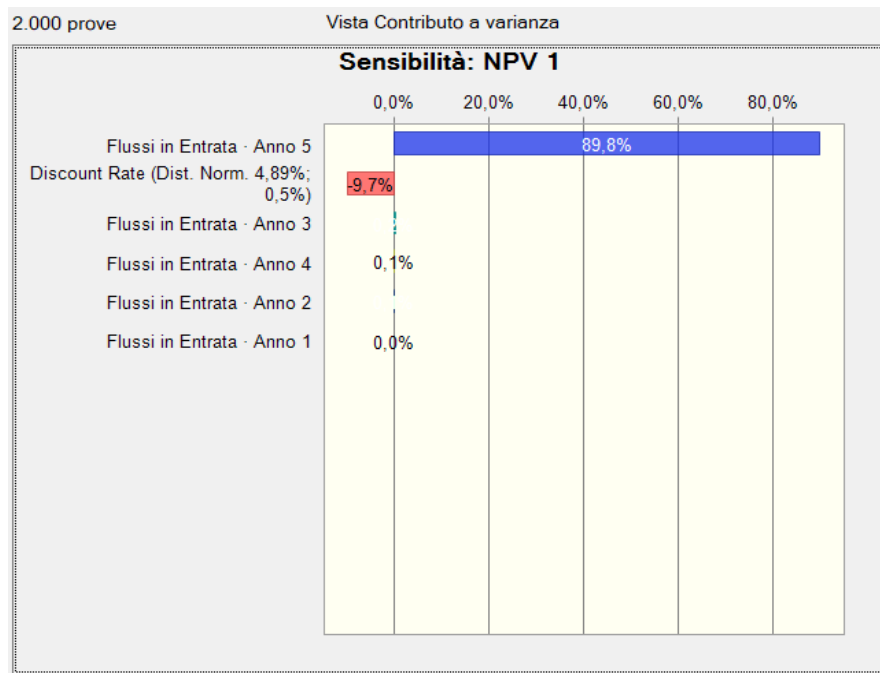 2.000 prove
Vista Contributo a varianza
Sensibilità: NPV 1
0,0%
20,0%
40,0%
60,0%
80,0%
Flussi in Entrata · Anno 5
89,8%
Discount Rate (Dist. Norm. 4,89%;
0,5%)
-9,7%
Flussi in Entrata · Anno 3
Flussi in Entrata · Anno 4
0,1%
Flussi in Entrata · Anno 2
Flussi in Entrata · Anno 1
0,0%